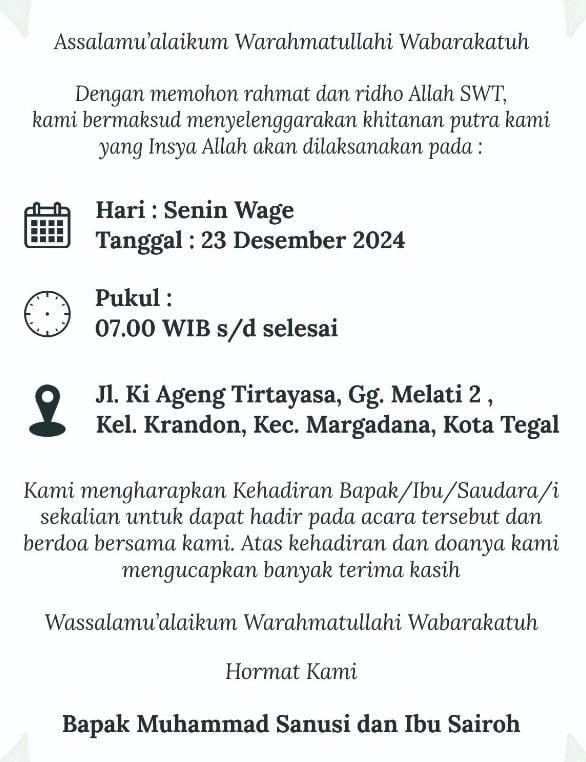 Assalamu’alaikum Warahmatullahi Wabarakatuh
Dengan memohon rahmat dan ridho Allah SWT,
kami bermaksud menyelenggarakan khitanan putra kami
yang Insya Allah akan dilaksanakan pada :
Hari : Senin Wage
Tanggal : 23 Desember 2024
Pukul :
07.00 WIB s/d selesai
Jl. Ki Ageng Tirtayasa, Gg. Melati 2 ,
Kel. Krandon, Kec. Margadana, Kota Tegal
Kami mengharapkan Kehadiran Bapak/Ibu/Saudara/i
sekalian untuk dapat hadir pada acara tersebut dan
berdoa bersama kami. Atas kehadiran dan doanya kami
mengucapkan banyak terima kasih
Wassalamu’alaikum Warahmatullahi Wabarakatuh
Hormat Kami
Bapak Muhammad Sanusi dan Ibu Sairoh